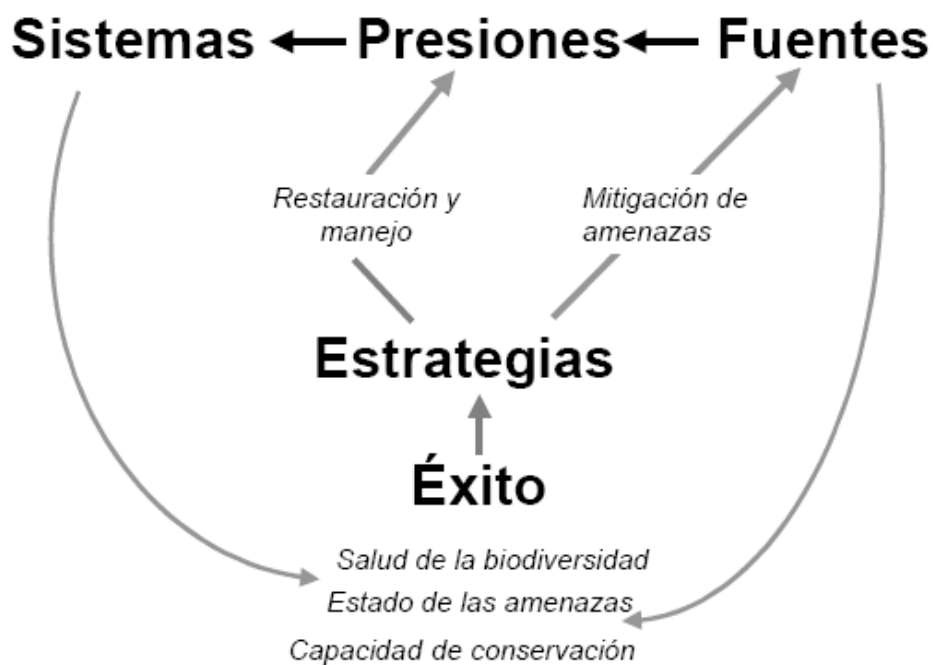 Sistemas Presiones Fuentes
Restauración y
manejo
Mitigación de
amenazas
Estrategias
Éxito
Salud de la biodiversidad
Estado de las amenazas
Capacidad de conservación